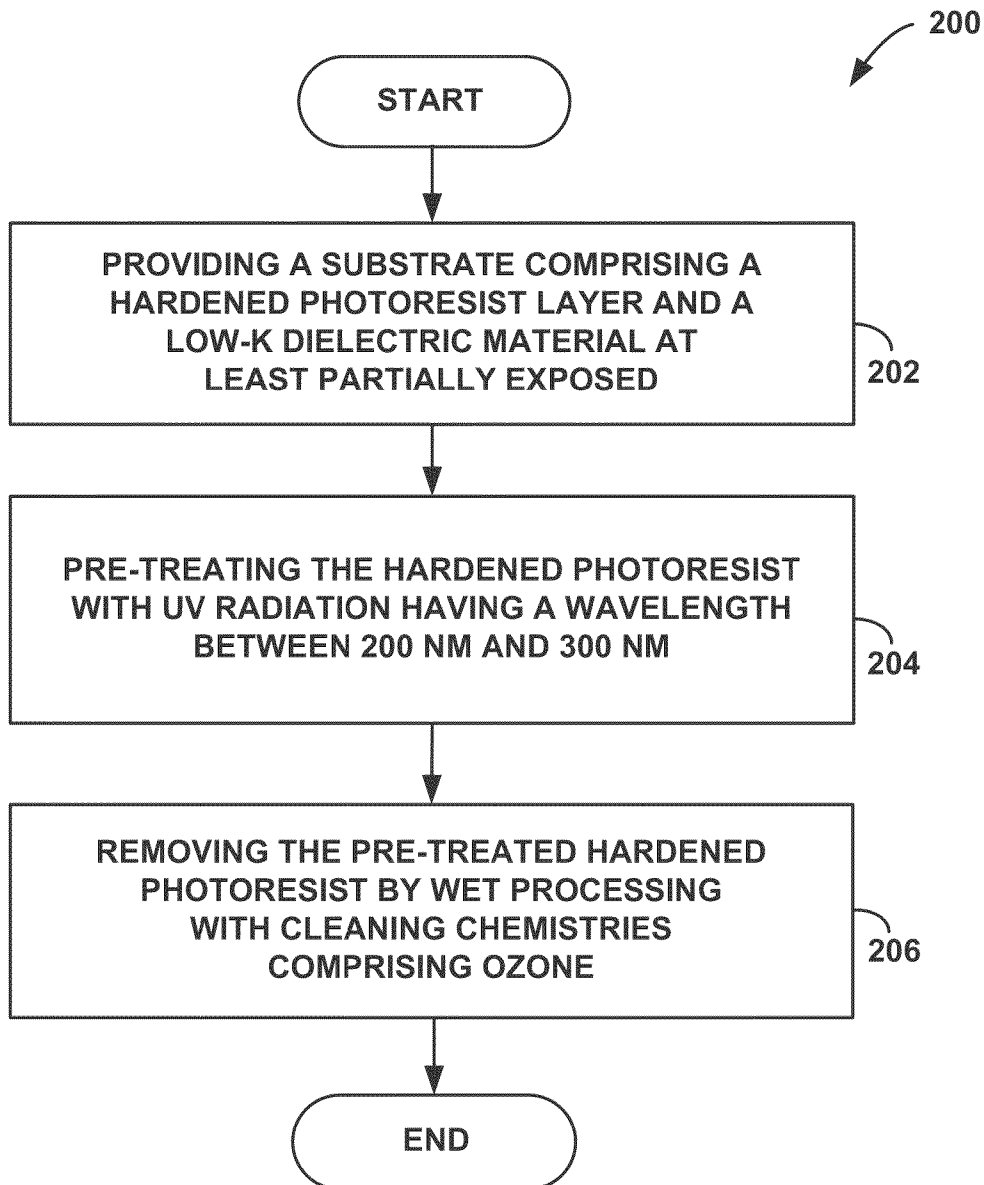 200
START
PROVIDING A SUBSTRATE COMPRISING A
HARDENED PHOTORESIST LAYER AND A
LOW-K DIELECTRIC MATERIAL AT
LEAST PARTIALLY EXPOSED
202
PRE-TREATING THE HARDENED PHOTORESIST
WITH UV RADIATION HAVING A WAVELENGTH
BETWEEN 200 NM AND 300 NM
204
REMOVING THE PRE-TREATED HARDENED
PHOTORESIST BY WET PROCESSING
WITH CLEANING CHEMISTRIES
COMPRISING OZONE
206
END